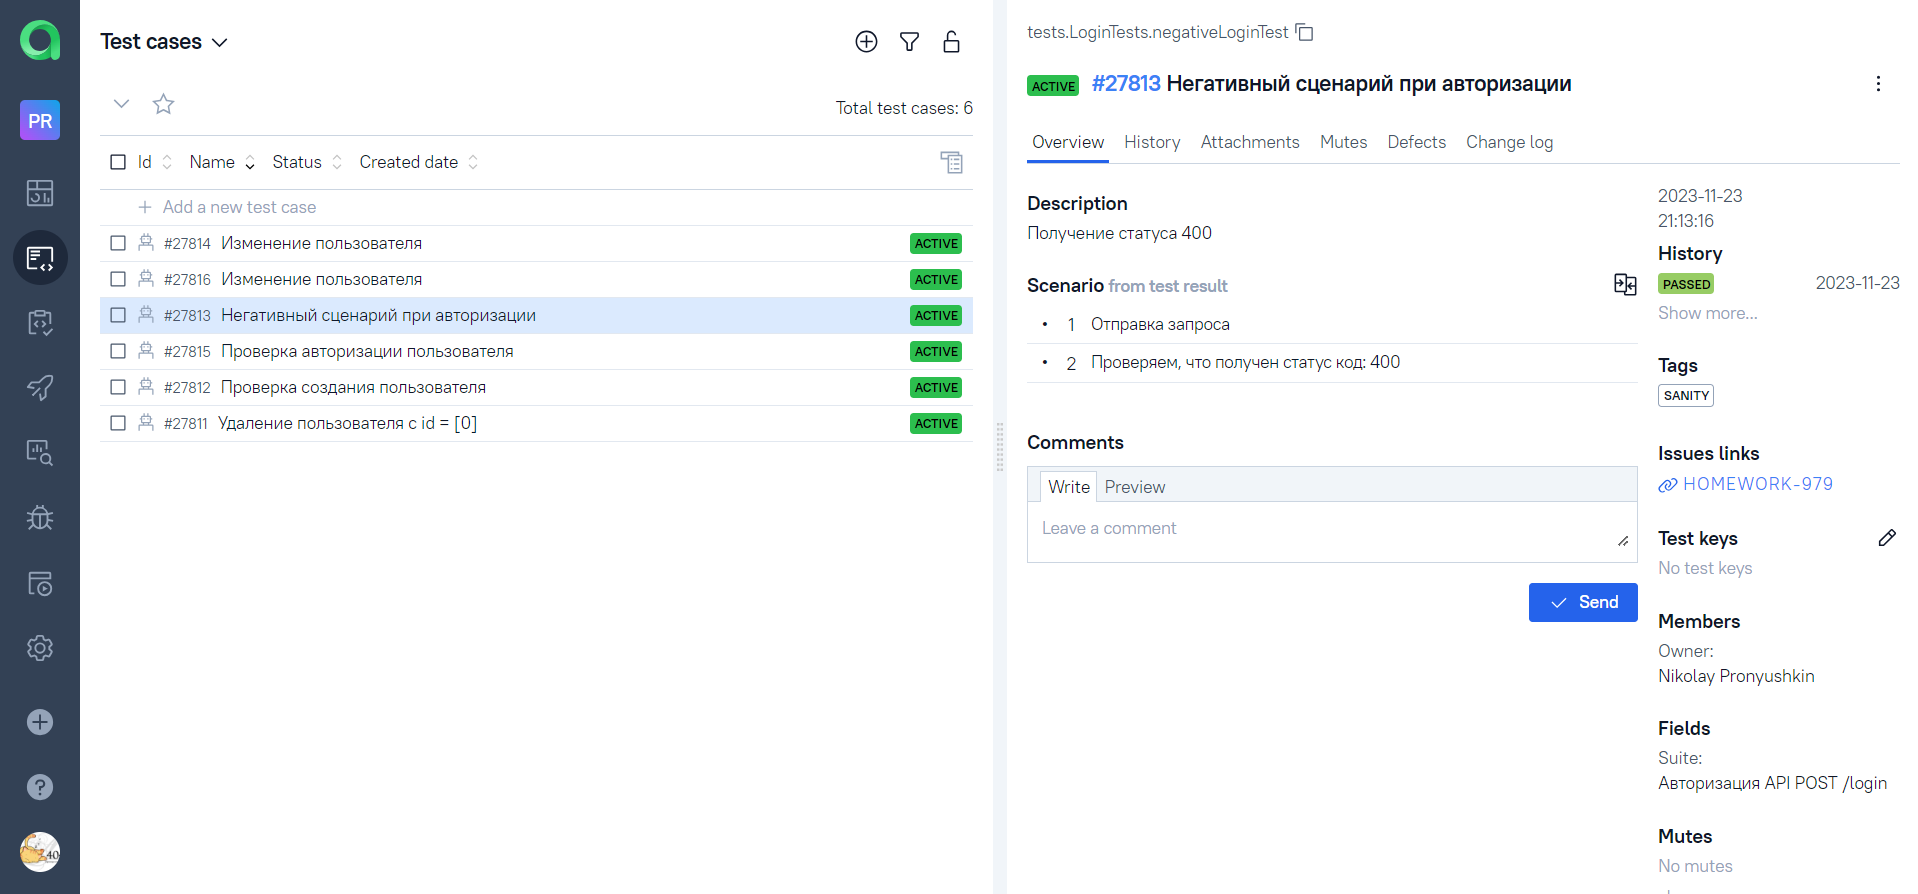 PR
40
Test cases
Total test cases: 6
Id Name Status Created date
Add a new test case
#27814 Изменение пользователя ACTIVE
#27816 Изменение пользователя ACTIVE
#27813 Негативный сценарий при авторизации ACTIVE
#27815 Проверка авторизации пользователя ACTIVE
#27812 Проверка создания пользователя ACTIVE
#27811 Удаление пользователя с id = [0] ACTIVE
tests.LoginTests.negativeLoginTest
ACTIVE #27813 Негативный сценарий при авторизации
Overview History Attachments Mutes Defects Change log
Description
Получение статуса 400
Scenario from test result
• 1 Отправка запроса
• 2 Проверяем, что получен статус код: 400
Comments
Write Preview
Leave a comment
Send
2023-11-23
21:13:16
History
PASSED 2023-11-23
Show more...
Tags
SANITY
Issues links
HOMEWORK-979
Test keys
No test keys
Members
Owner:
Nikolay Pronyushkin
Fields
Suite:
Авторизация API POST /login
Mutes
No mutes